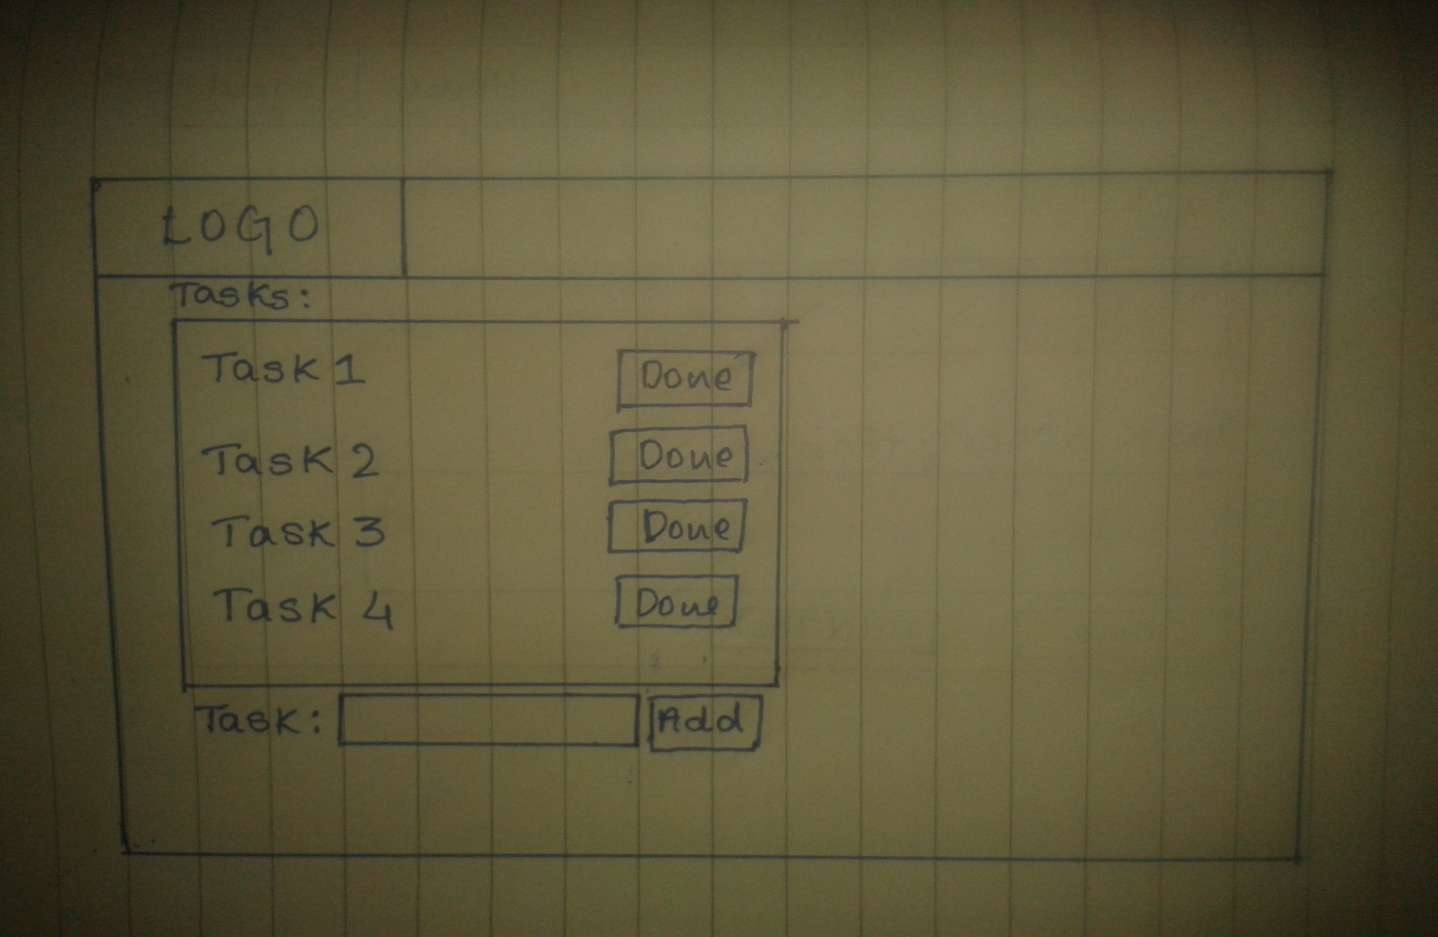 LOGO
Tasks:
Task 1 Done
Task 2 Done
Task 3 Done
Task 4 Done
Task: Add